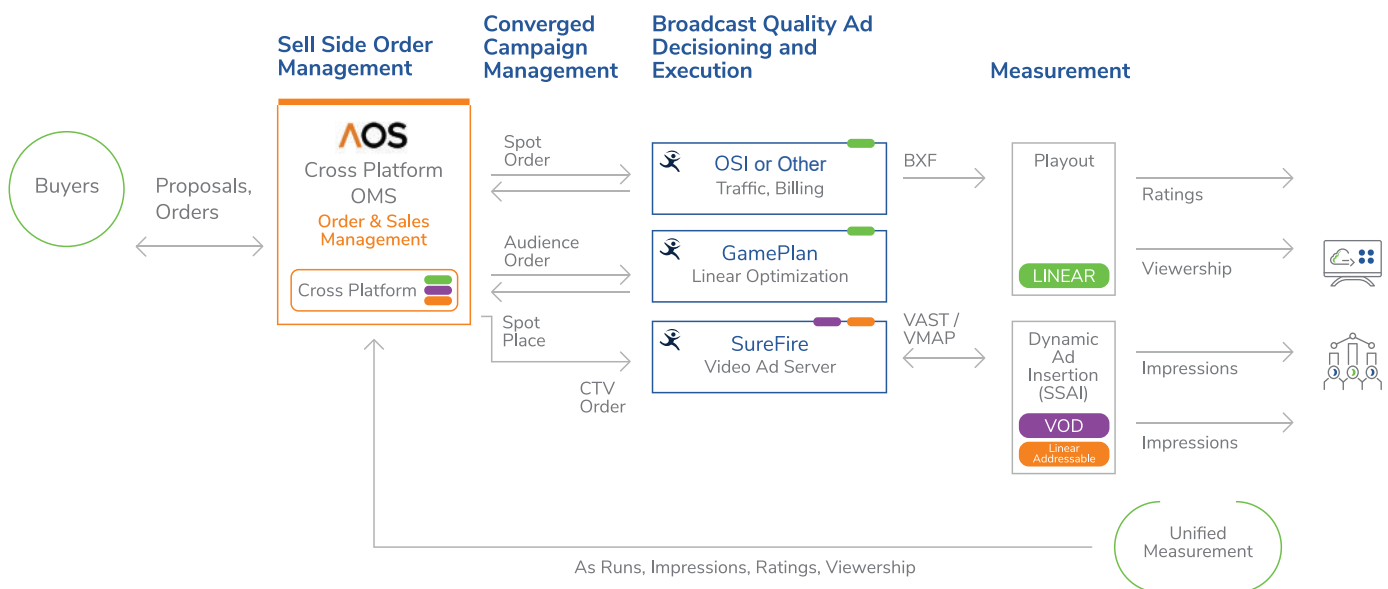 Sell Side Order
Management
Converged
Campaign
Management
Broadcast Quality Ad
Decisioning and
Execution
Measurement
Buyers
Proposals,
Orders
AOS
Cross Platform
OMS
Order & Sales
Management
Cross Platform
Spot
Order
Audience
Order
Spot
Place
CTV
Order
OSI or Other
Traffic, Billing
GamePlan
Linear Optimization
SureFire
Video Ad Server
BXF
VAST /
VMAP
Playout
LINEAR
Dynamic
Ad
Insertion
(SSAI)
VOD
Linear
Addressable
Ratings
Viewership
Impressions
Impressions
Unified
Measurement
As Runs, Impressions, Ratings, Viewership